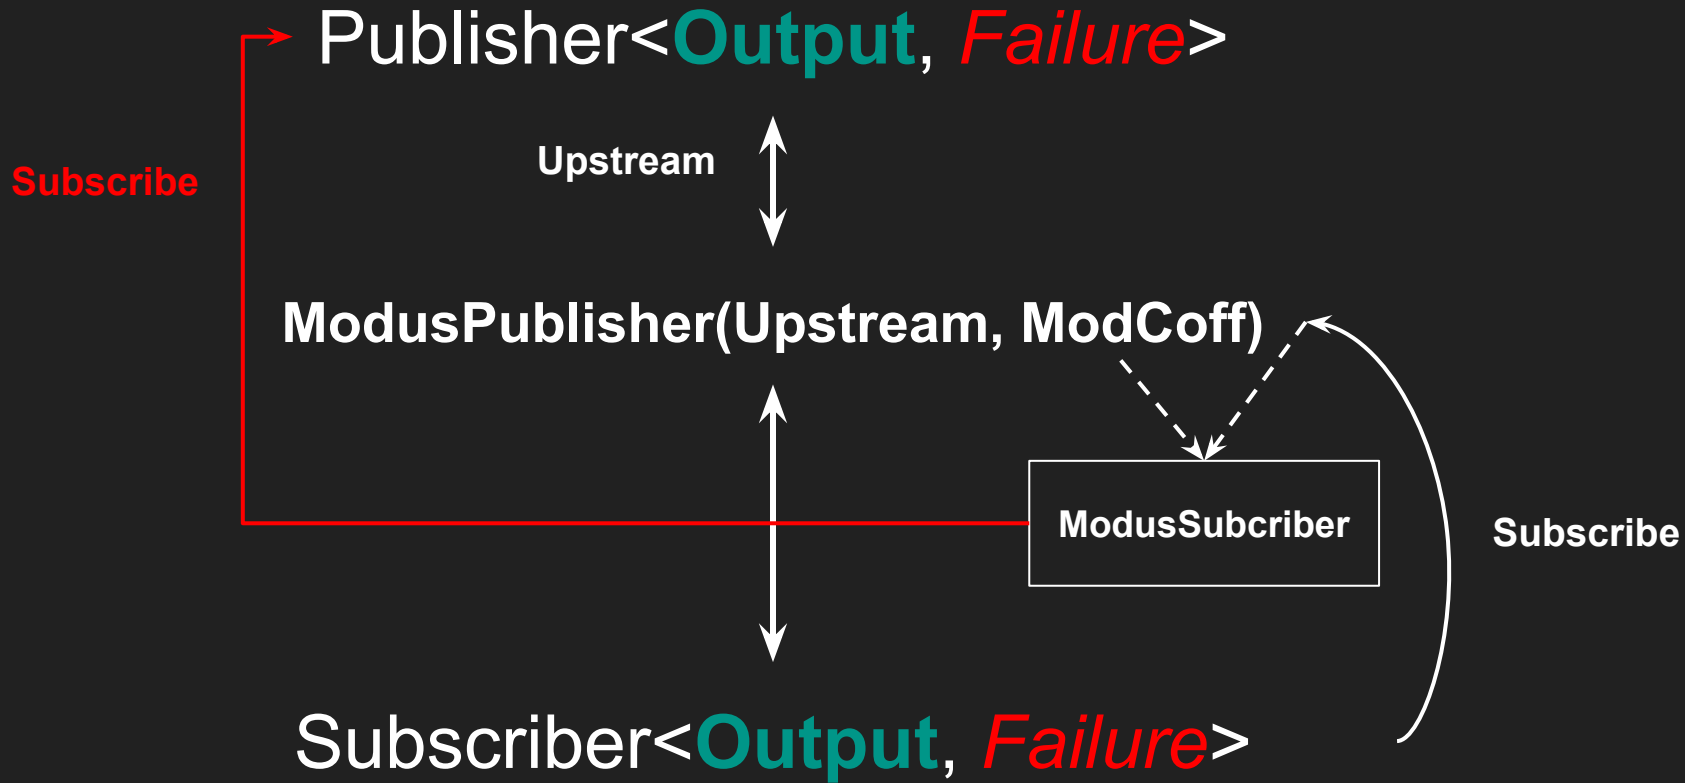 Publisher<Output, Failure>
Upstream
Subscribe
ModusPublisher(Upstream, ModCoff)
ModusSubcriber
Subscribe
Subscriber<Output, Failure>